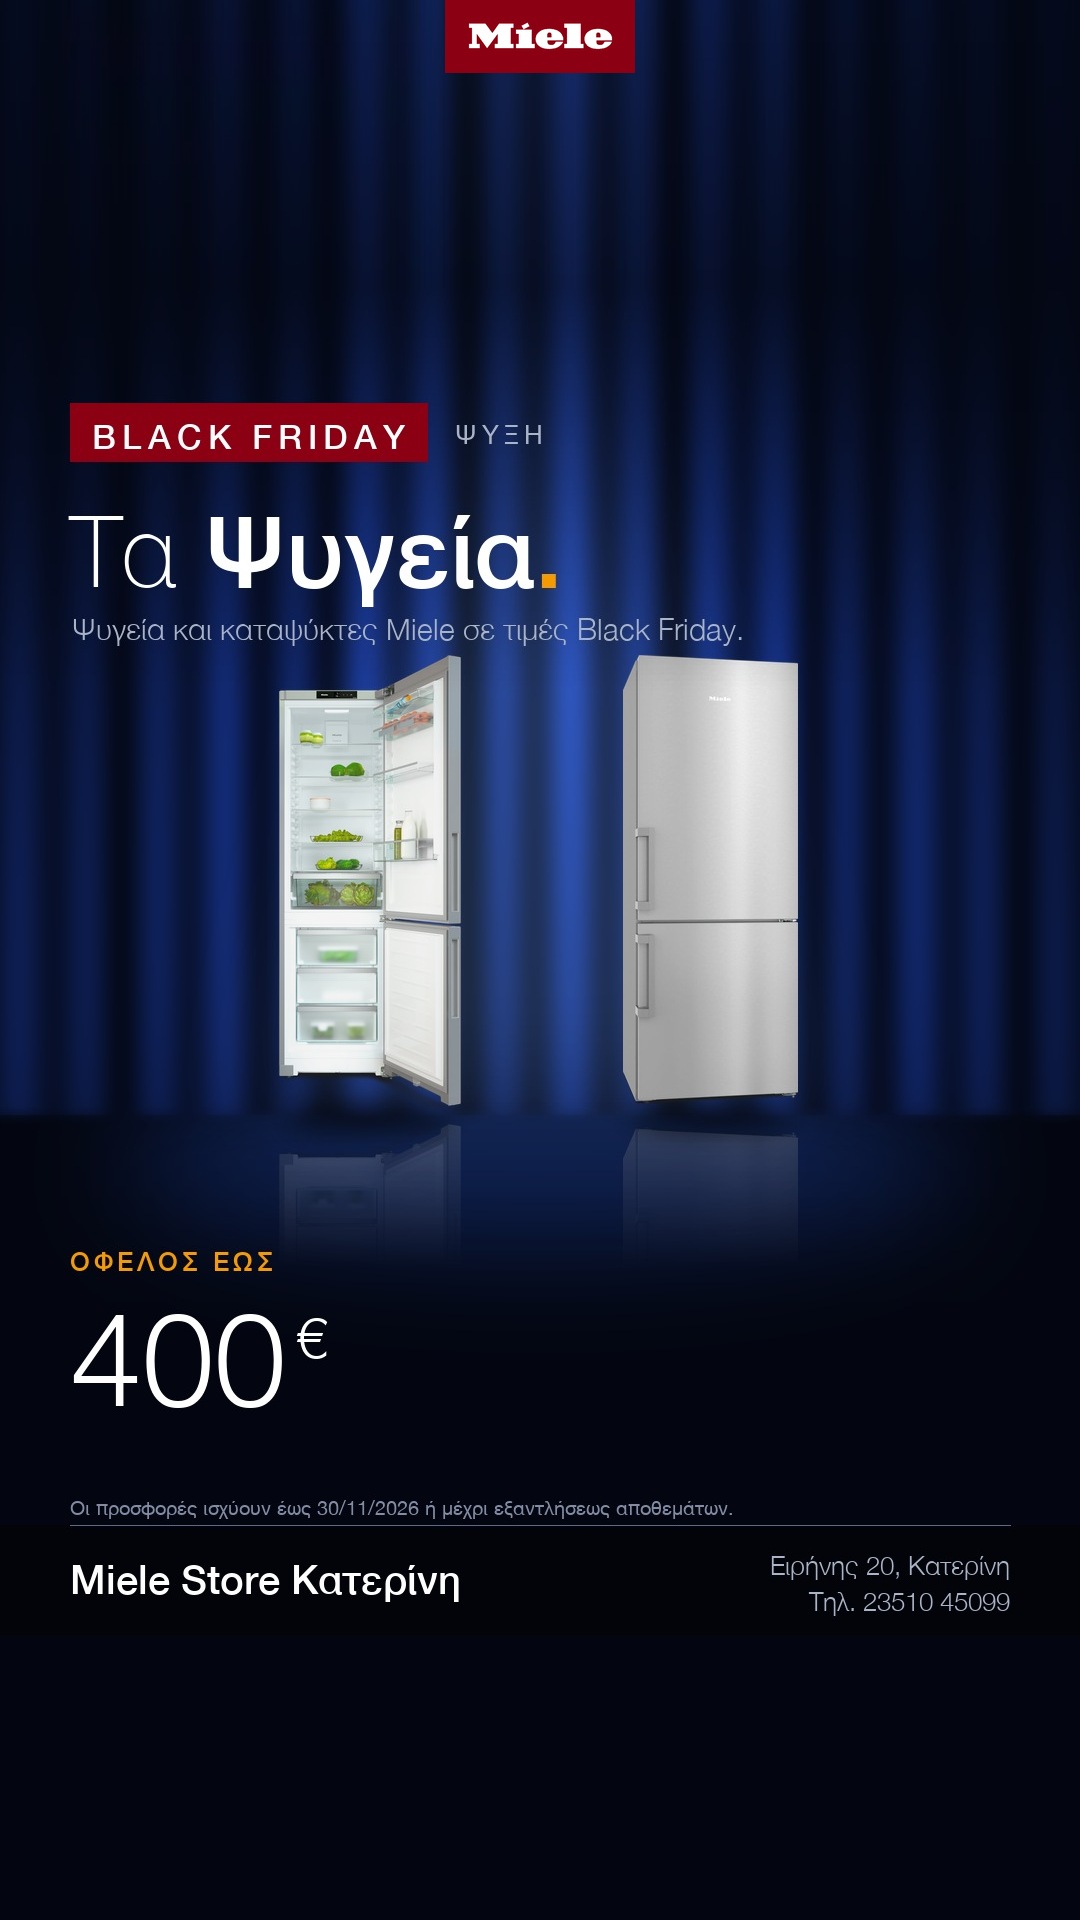 Miele
BLACK FRIDAY ΨΥΞΗ
Τα Ψυγεία.
Ψυγεία και καταψύκτες Miele σε τιμές Black Friday.
Miele
ΟΦΕΛΟΣ ΕΩΣ
400€
Οι προσφορές ισχύουν έως 30/11/2026 ή μέχρι εξαντλήσεως αποθεμάτων.
Miele Store Κατερίνη
Ειρήνης 20, Κατερίνη
Τηλ. 23510 45099